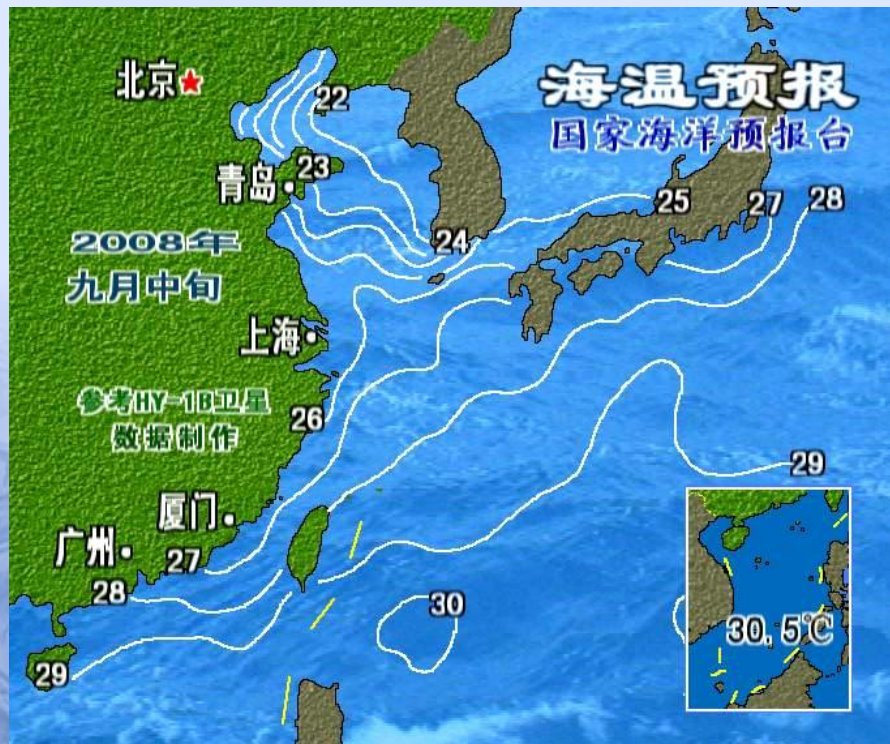 海温预报
国家海洋预报台
北京
22
23
青岛
24
25
27
28
2008年
九月中旬
上海
参考HY-1B卫星
数据制作
26
29
厦门
广州
27
28
30
29
30.5℃